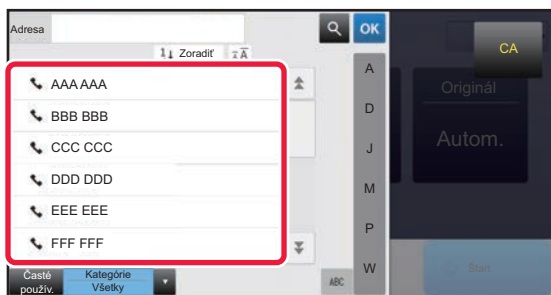 Adresa
OK
CA
Zoradiť
A
AAA AAA
Originál
BBB BBB
D
CCC CCC
J
Autom.
DDD DDD
M
EEE EEE
P
FFF FFF
W
Časté
použív.
Kategórie
Všetky
ABC
Start